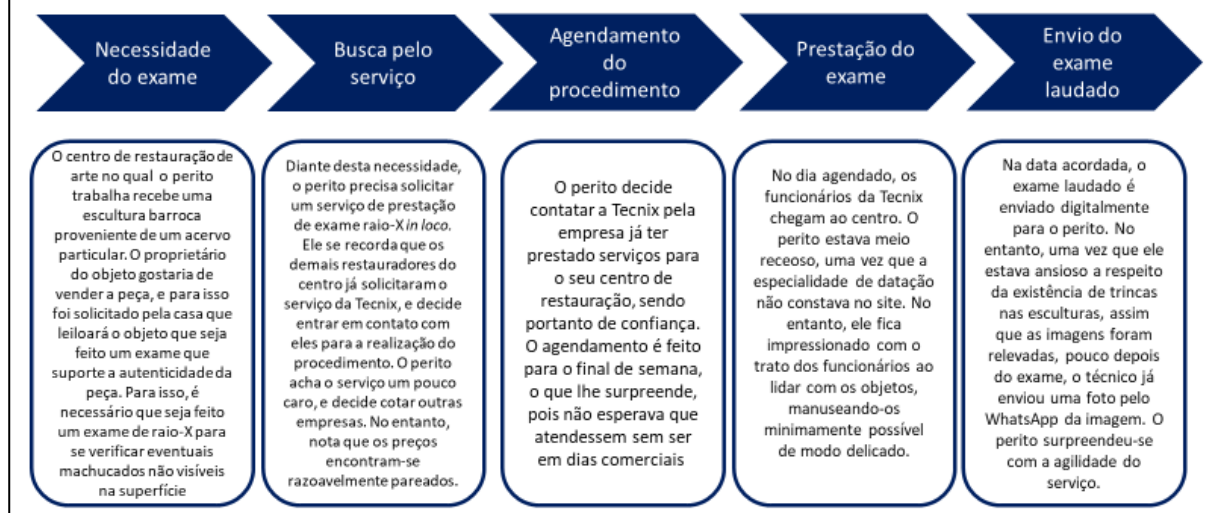 Necessidade
do exame
Busca pelo
serviço
Agendamento
do
procedimento
Prestação do
exame
Envio do
exame
laudado
O centro de restauração de
arte no qual o perito
trabalha recebe uma
escultura barroca
proveniente de um acervo
particular. O proprietário
do objeto gostaria de
vender a peça, e para isso
foi solicitado pela casa que
leiloará o objeto que seja
feito um exame que
suporte a autenticidade da
peça. Para isso, é
necessário que seja feito
um exame de raio-X para
se verificar eventuais
machucados não visíveis
na superfície
Diante desta necessidade,
o perito precisa solicitar
um serviço de prestação
de exame raio-X in loco.
Ele se recorda que os
demais restauradores do
centro já solicitaram o
serviço da Tecnix, e decide
entrar em contato com
eles para a realização do
procedimento. O perito
acha o serviço um pouco
caro, e decide cotar outras
empresas. No entanto,
nota que os preços
encontram-se
razoavelmente pareados.
O perito decide
contatar a Tecnix pela
empresa já ter
prestado serviços para
o seu centro de
restauração, sendo
portanto de confiança.
O agendamento é feito
para o final de semana,
o que lhe surpreende,
pois não esperava que
atendessem sem ser
em dias comerciais
No dia agendado, os
funcionários da Tecnix
chegam ao centro. O
perito estava meio
receoso, uma vez que a
especialidade de datação
não constava no site. No
entanto, ele fica
impressionado com o
trato dos funcionários ao
lidar com os objetos,
manuseando-os
minimamente possível
de modo delicado.
Na data acordada, o
exame laudado é
enviado digitalmente
para o perito. No
entanto, uma vez que ele
estava ansioso a respeito
da existência de trincas
nas esculturas, assim
que as imagens foram
relevadas, pouco depois
do exame, o técnico já
enviou uma foto pelo
WhatsApp da imagem. O
perito surpreendeu-se
com a agilidade do
serviço.